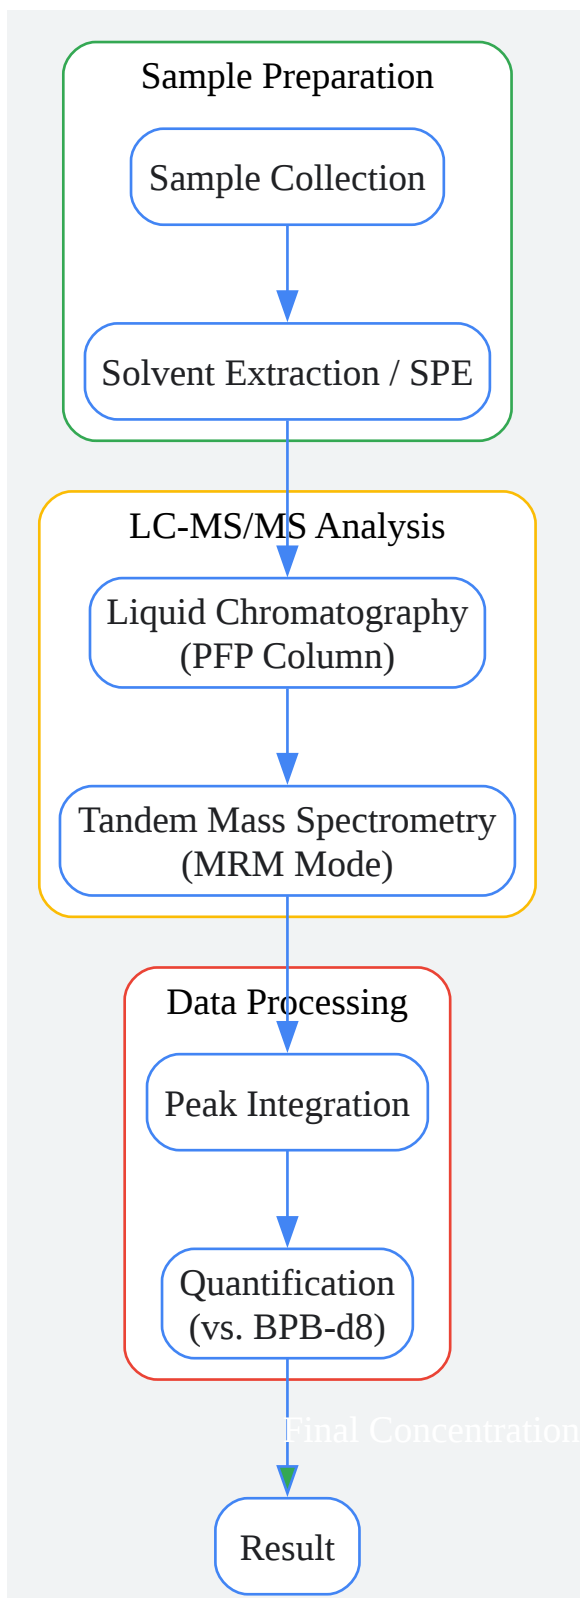 Sample Preparation
Sample Collection
Solvent Extraction / SPE
LC-MS/MS Analysis
Liquid Chromatography
(PFP Column)
Tandem Mass Spectrometry
(MRM Mode)
Data Processing
Peak Integration
Quantification
(vs. BPB-d8)
Final Concentration
Result